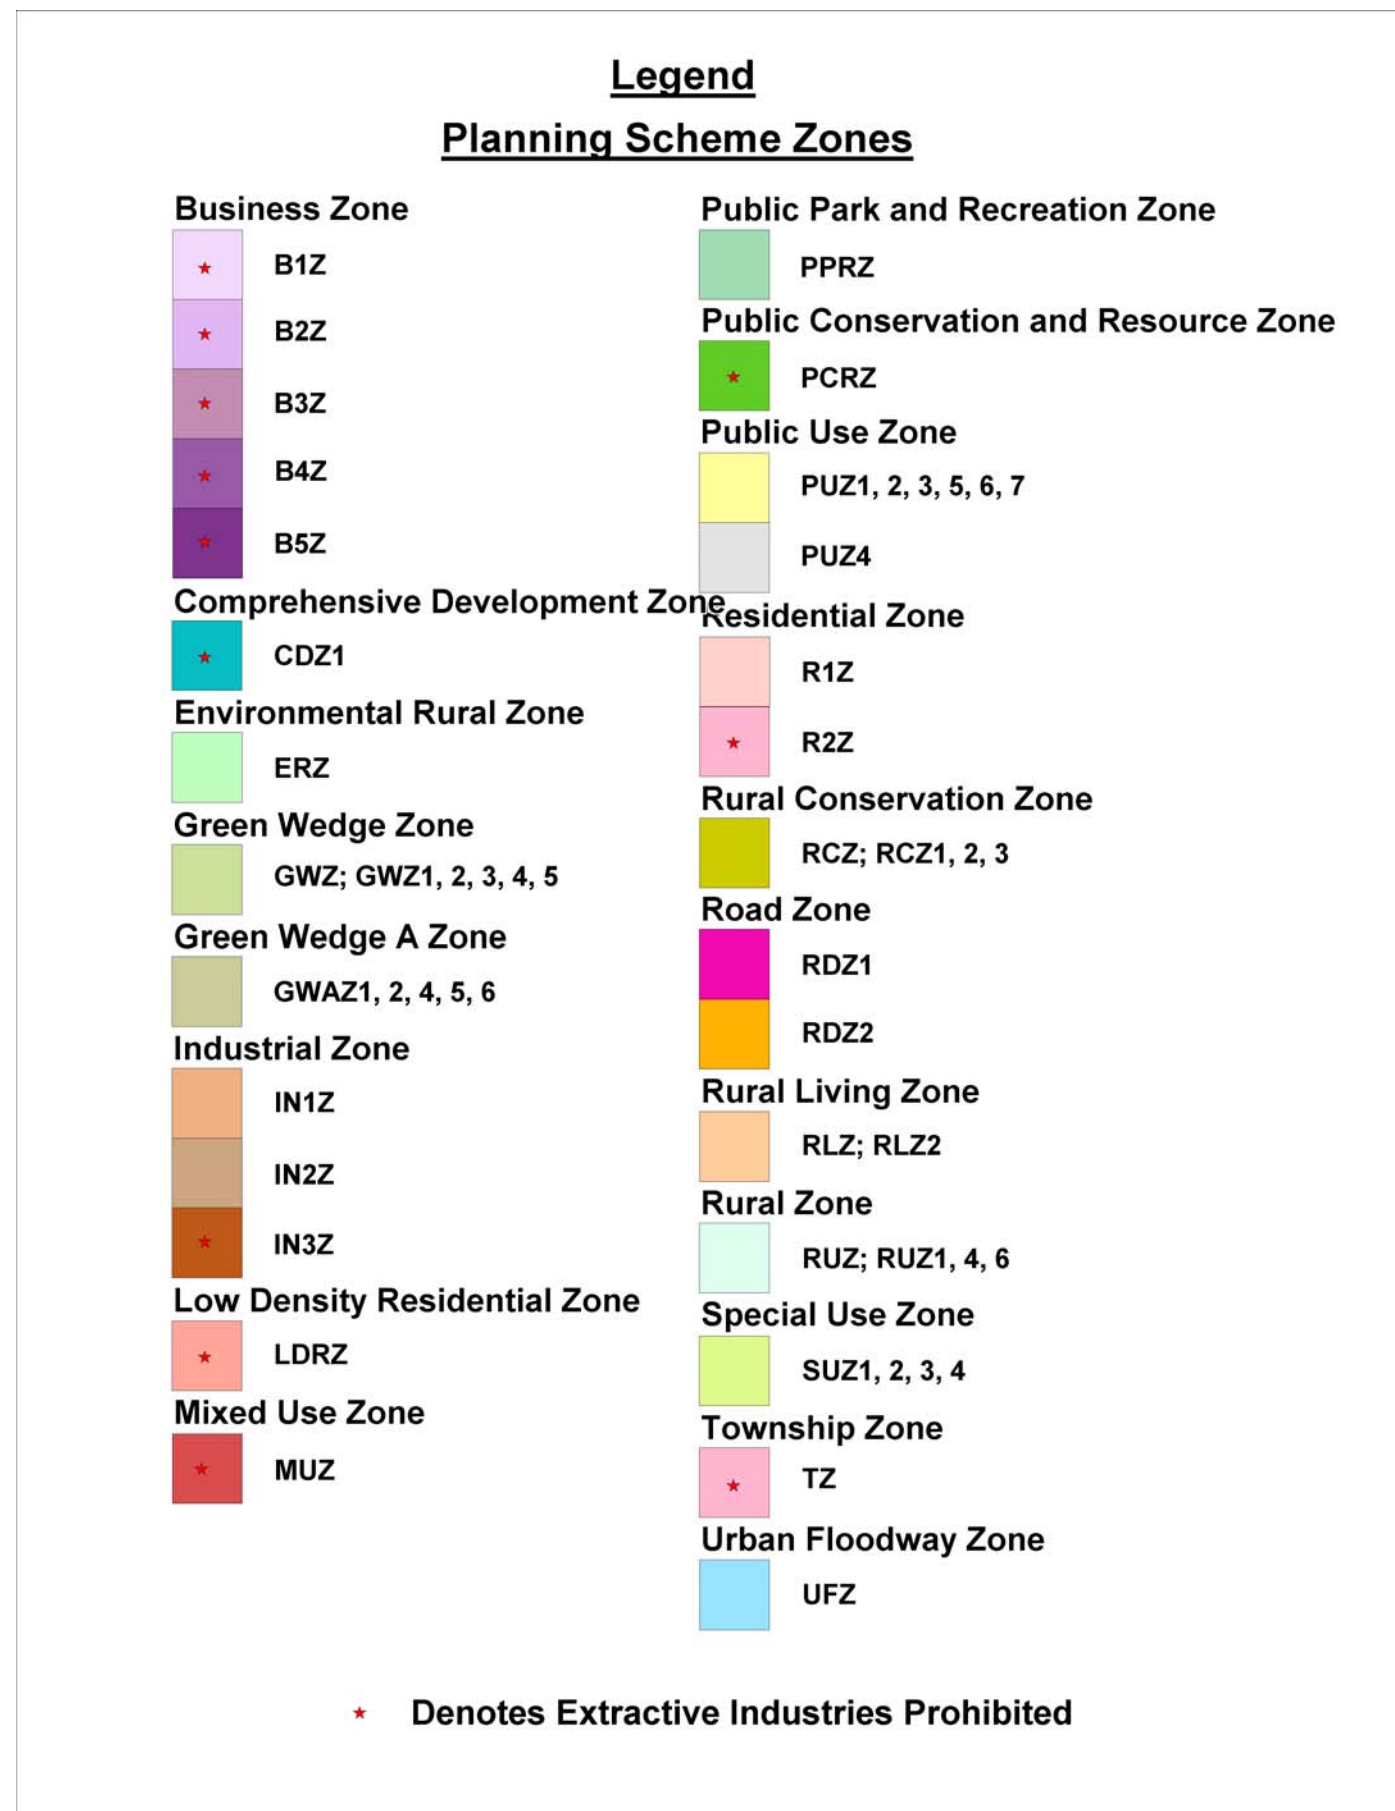 Legend
Planning Scheme Zones
Business Zone
B1Z
B2Z
B3Z
B4Z
B5Z
Comprehensive Development Zone
CDZ1
Environmental Rural Zone
ERZ
Green Wedge Zone
GWZ; GWZ1, 2, 3, 4, 5
Green Wedge A Zone
GWAZ1, 2, 4, 5, 6
Industrial Zone
IN1Z
IN2Z
IN3Z
Low Density Residential Zone
LDRZ
Mixed Use Zone
MUZ
Public Park and Recreation Zone
PPRZ
Public Conservation and Resource Zone
PCRZ
Public Use Zone
PUZ1, 2, 3, 5, 6, 7
PUZ4
Residential Zone
R1Z
R2Z
Rural Conservation Zone
RCZ; RCZ1, 2, 3
Road Zone
RDZ1
RDZ2
Rural Living Zone
RLZ; RLZ2
Rural Zone
RUZ; RUZ1, 4, 6
Special Use Zone
SUZ1, 2, 3, 4
Township Zone
TZ
Urban Floodway Zone
UFZ
Denotes Extractive Industries Prohibited